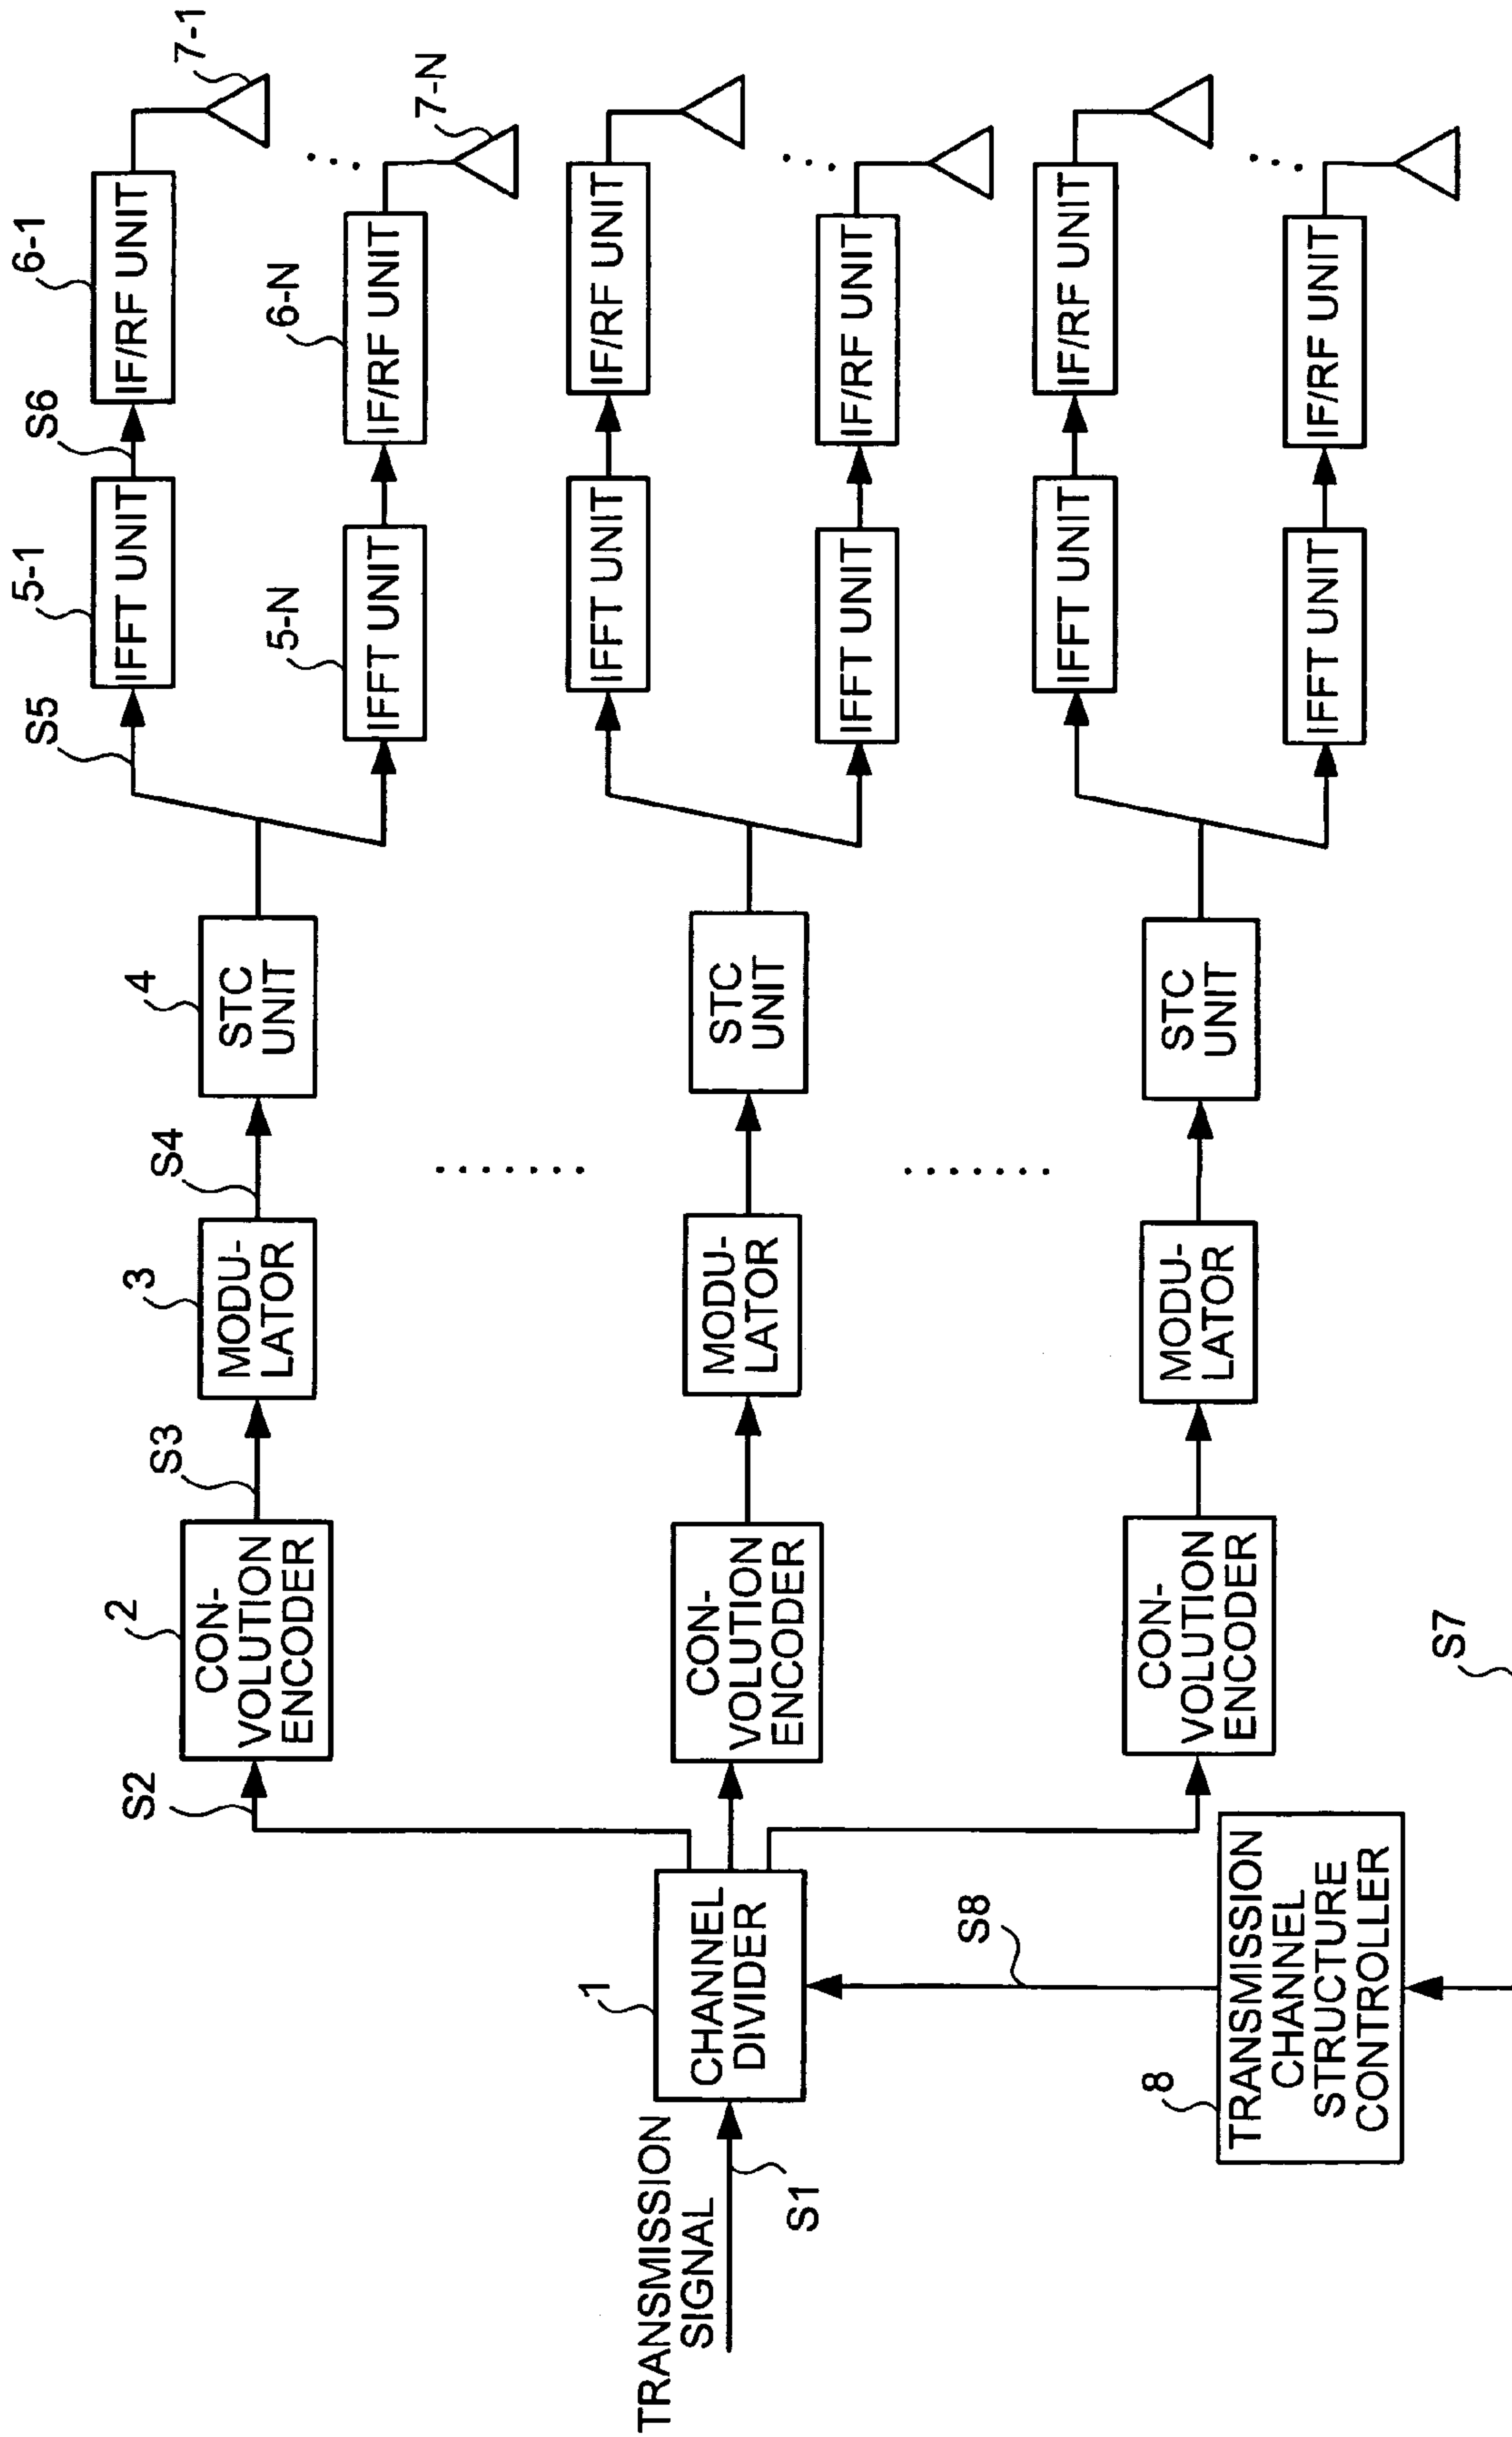 TRANSMISSION
SIGNAL
S1
1
CHANNEL
DIVIDER
S8
8
TRANSMISSION
CHANNEL
STRUCTURE
CONTROLLER
S7
S2
2
CON-
VOLUTION
ENCODER
S3
3
MODU-
LATOR
S4
4
STC
UNIT
S5
5-1
IFFT UNIT
S6
6-1
IF/RF UNIT
7-1
5-N
IFFT UNIT
6-N
IF/RF UNIT
7-N
CON-
VOLUTION
ENCODER
MODU-
LATOR
STC
UNIT
IFFT UNIT
IF/RF UNIT
IFFT UNIT
IF/RF UNIT
CON-
VOLUTION
ENCODER
MODU-
LATOR
STC
UNIT
IFFT UNIT
IF/RF UNIT
IFFT UNIT
IF/RF UNIT